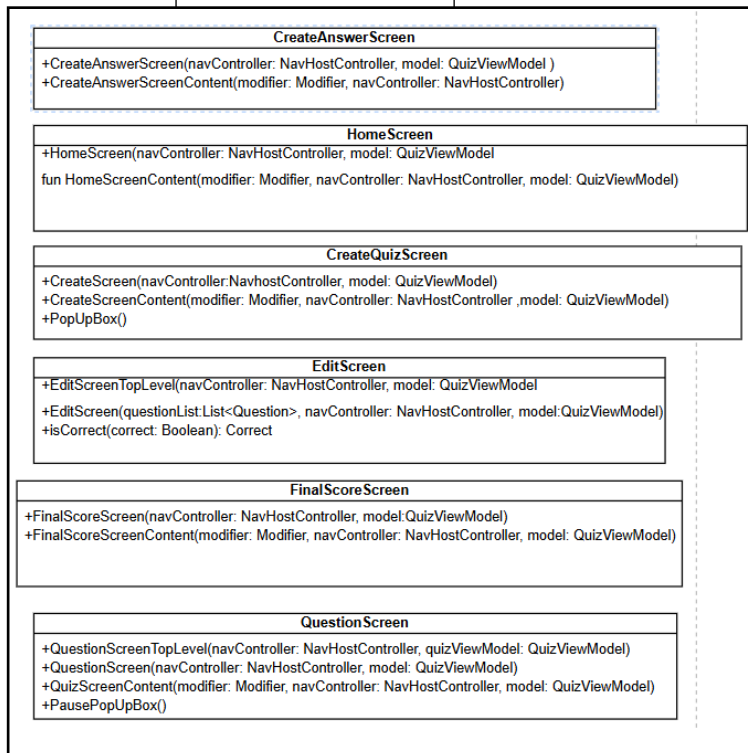 CreateAnswerScreen
+CreateAnswerScreen(navController: NavHostController, model: QuizViewModel )
+CreateAnswerScreenContent(modifier: Modifier, navController: NavHostController)
HomeScreen
+HomeScreen(navController: NavHostController, model: QuizViewModel
fun HomeScreenContent(modifier: Modifier, navController: NavHostController, model: QuizViewModel)
CreateQuizScreen
+CreateScreen(navController:NavhostController, model: QuizViewModel)
+CreateScreenContent(modifier: Modifier, navController: NavHostController ,model: QuizViewModel)
+PopUpBox()
EditScreen
+EditScreenTopLevel(navController: NavHostController, model: QuizViewModel
+EditScreen(questionList:List<Question>, navController: NavHostController, model:QuizViewModel)
+isCorrect(correct: Boolean): Correct
FinalScoreScreen
+FinalScoreScreen(navController: NavHostController, model:QuizViewModel)
+FinalScoreScreenContent(modifier: Modifier, navController: NavHostController, model: QuizViewModel)
QuestionScreen
+QuestionScreenTopLevel(navController: NavHostController, quizViewModel: QuizViewModel)
+QuestionScreen(navController: NavHostController, model: QuizViewModel)
+QuizScreenContent(modifier: Modifier, navController: NavHostController, model: QuizViewModel)
+PausePopUpBox()